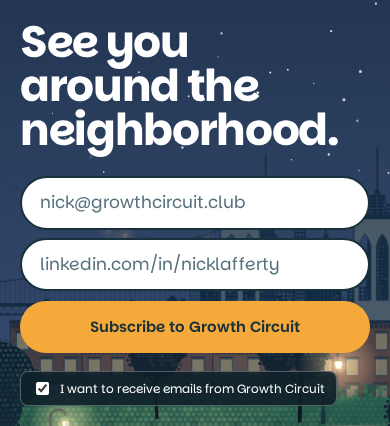 See you
around the
neighborhood.
nick@growthcircuit.club
linkedin.com/in/nicklafferty
Subscribe to Growth Circuit
I want to receive emails from Growth Circuit